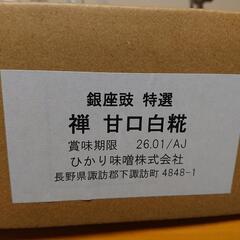 銀座豉 特選
禅 甘口白糀
賞味期限 26.01/AJ
ひかり味噌株式会社
長野県諏訪郡下諏訪町 4848-1